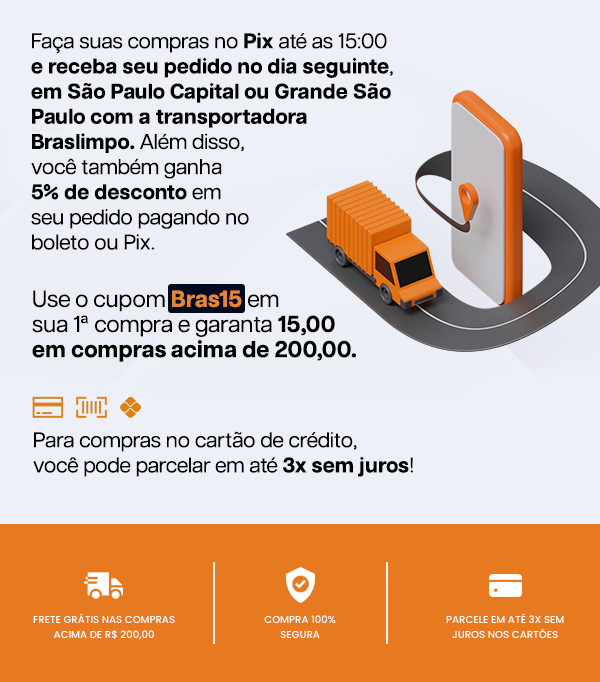 Faça suas compras no Pix até as 15:00
e receba seu pedido no dia seguinte,
em São Paulo Capital ou Grande São
Paulo com a transportadora
Braslimpo. Além disso,
você também ganha
5% de desconto em
seu pedido pagando no
boleto ou Pix.
Use o cupom Bras15 em
sua 1ª compra e garanta 15,00
em compras acima de 200,00.
Para compras no cartão de crédito,
você pode parcelar em até 3x sem juros!
FRETE GRÁTIS NAS COMPRAS
ACIMA DE R$ 200,00
COMPRA 100%
SEGURA
PARCELE EM ATÉ 3X SEM
JUROS NOS CARTÕES